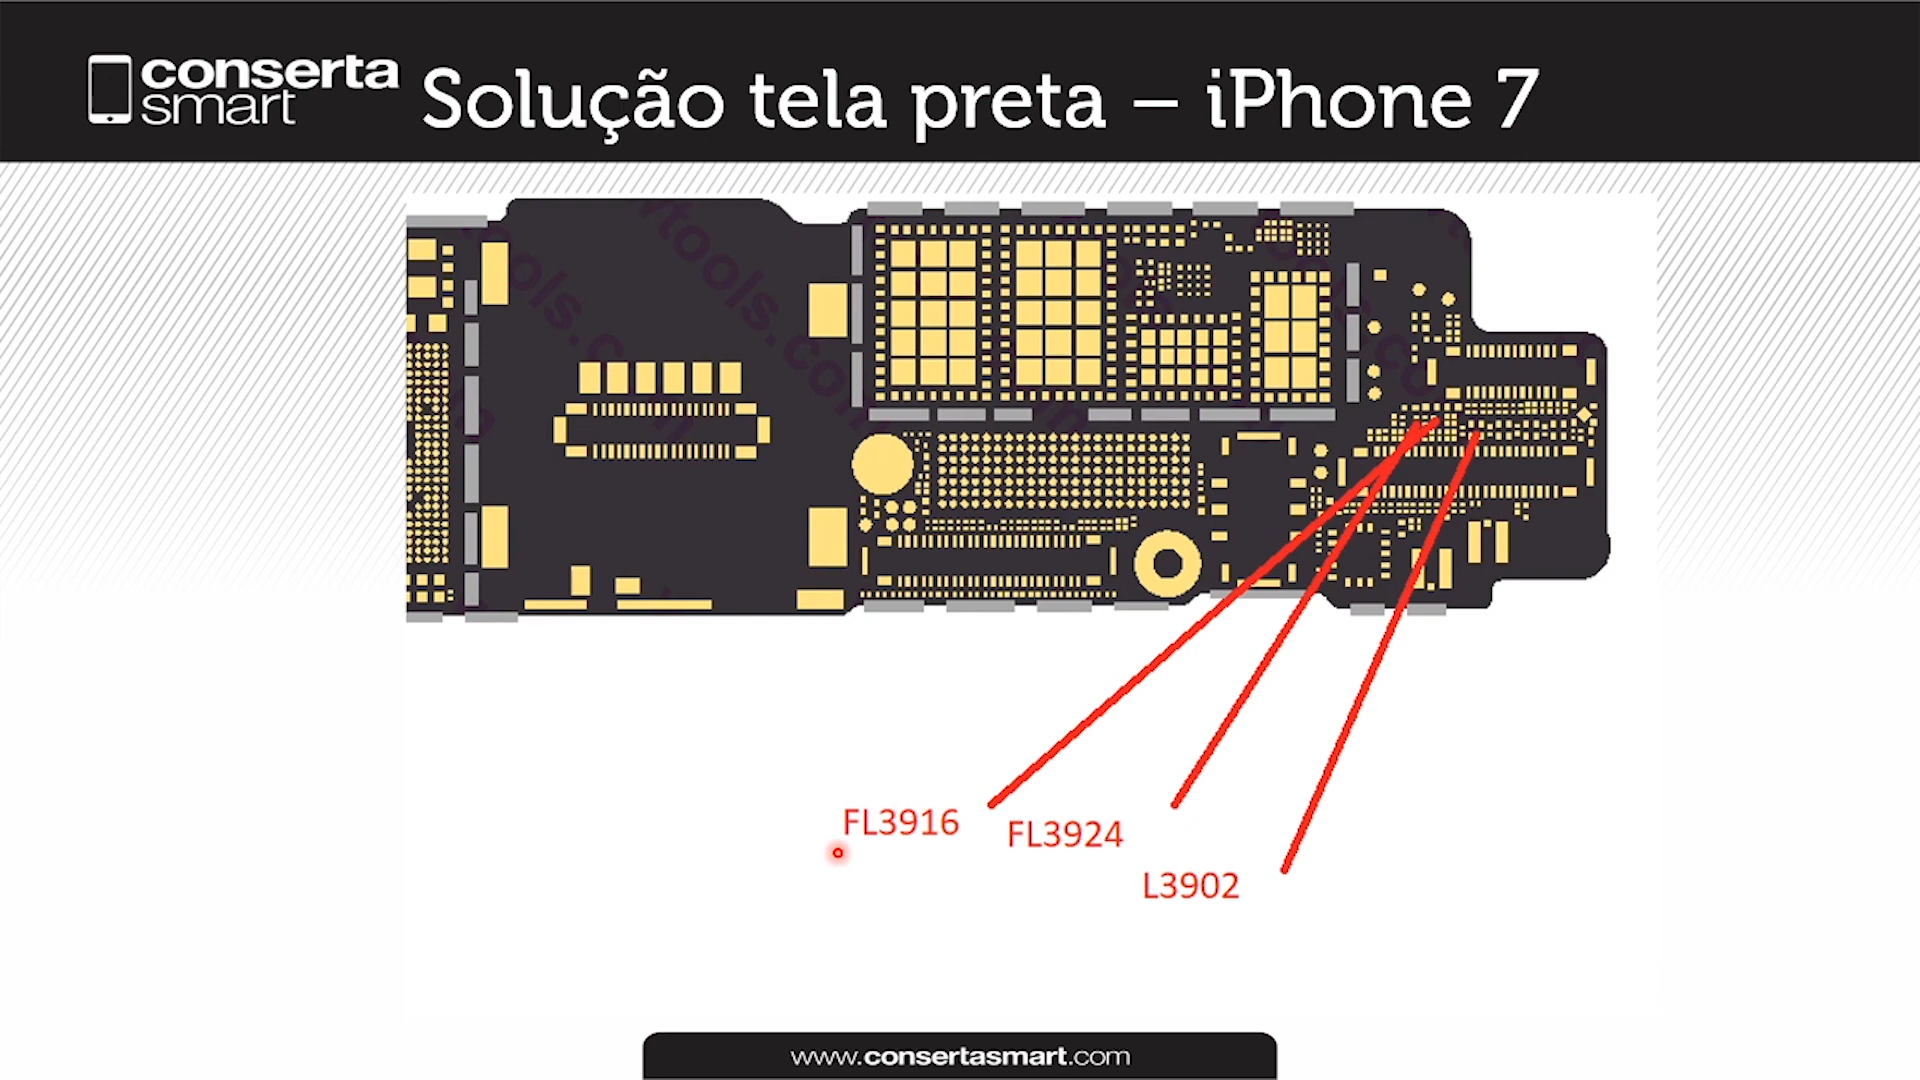 conserta
smart
Solução tela preta – iPhone 7
FL3916
FL3924
L3902
www.consertasmart.com